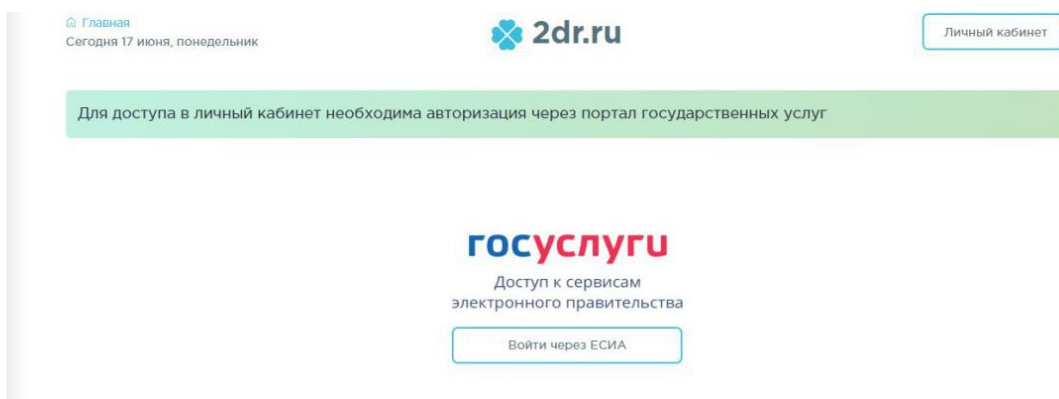 Главная
Сегодня 17 июня, понедельник
2dr.ru
Личный кабинет
Для доступа в личный кабинет необходима авторизация через портал государственных услуг
госуслуги
Доступ к сервисам
электронного правительства
Войти через ЕСИА